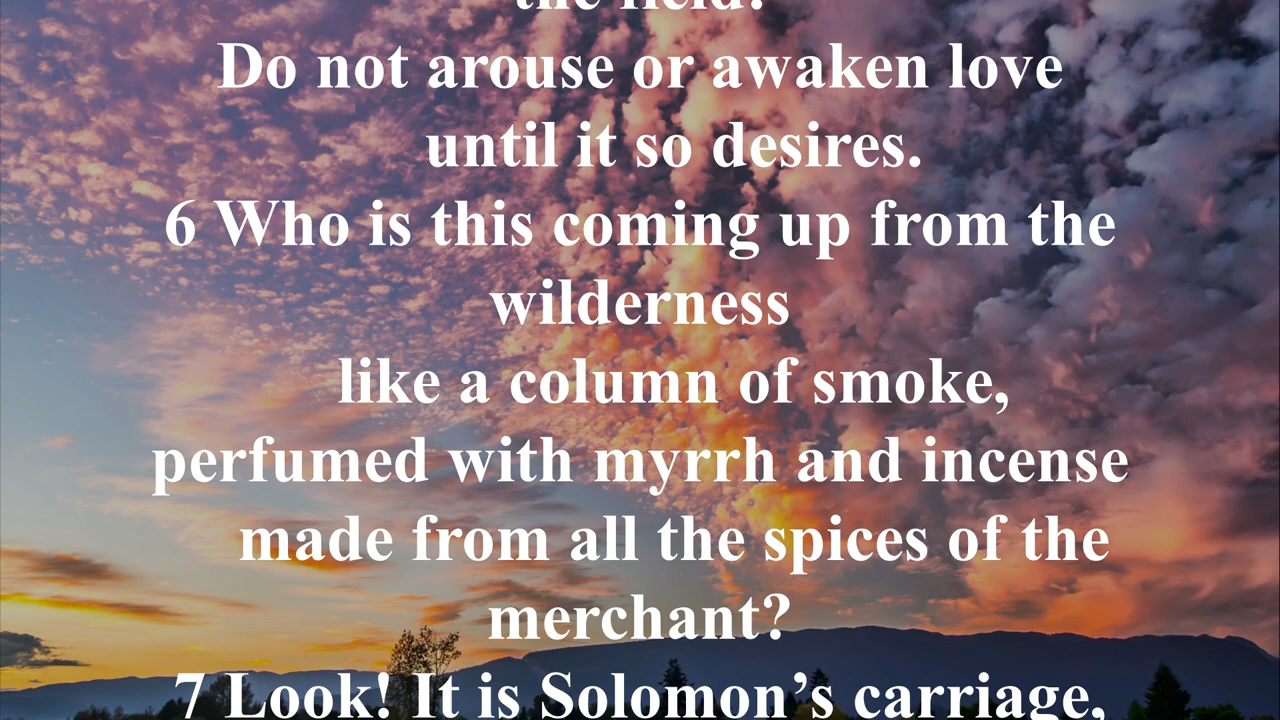 the field:
Do not arouse or awaken love
until it so desires.
6 Who is this coming up from the
wilderness
like a column of smoke,
perfumed with myrrh and incense
made from all the spices of the
merchant?
7 Look! It is Solomon’s carriage,